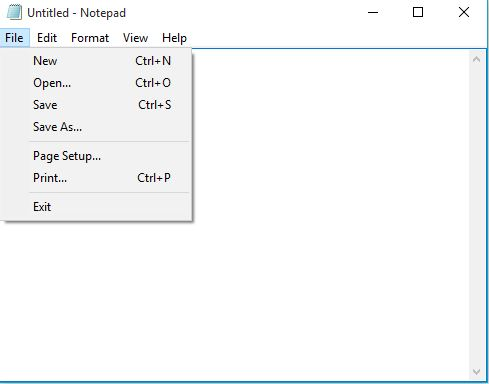 Untitled - Notepad
File Edit Format View Help
New Ctrl+N
Open... Ctrl+O
Save Ctrl+S
Save As...
Page Setup...
Print... Ctrl+P
Exit